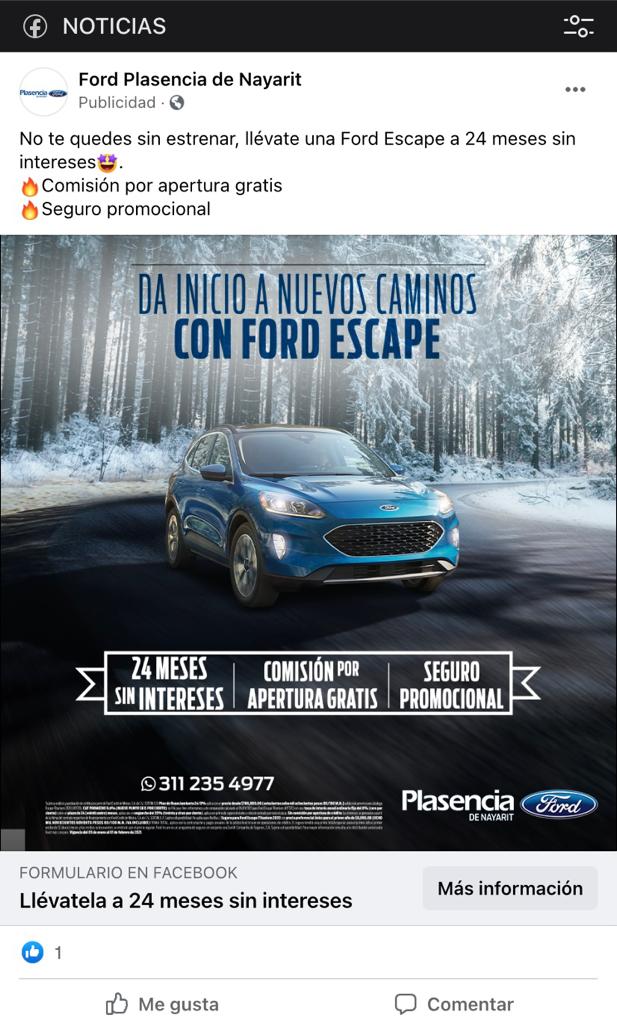 NOTICIAS
Ford Plasencia de Nayarit
Publicidad ·
No te quedes sin estrenar, llévate una Ford Escape a 24 meses sin
intereses🤩.
🔥Comisión por apertura gratis
🔥Seguro promocional
DA INICIO A NUEVOS CAMINOS
CON FORD ESCAPE
24 MESES
SIN INTERESES
COMISIÓN POR
APERTURA GRATIS
SEGURO
PROMOCIONAL
311 235 4977
Plasencia
DE NAYARIT
Ford
FORMULARIO EN FACEBOOK
Llévatela a 24 meses sin intereses
Más información
1
Me gusta
Comentar